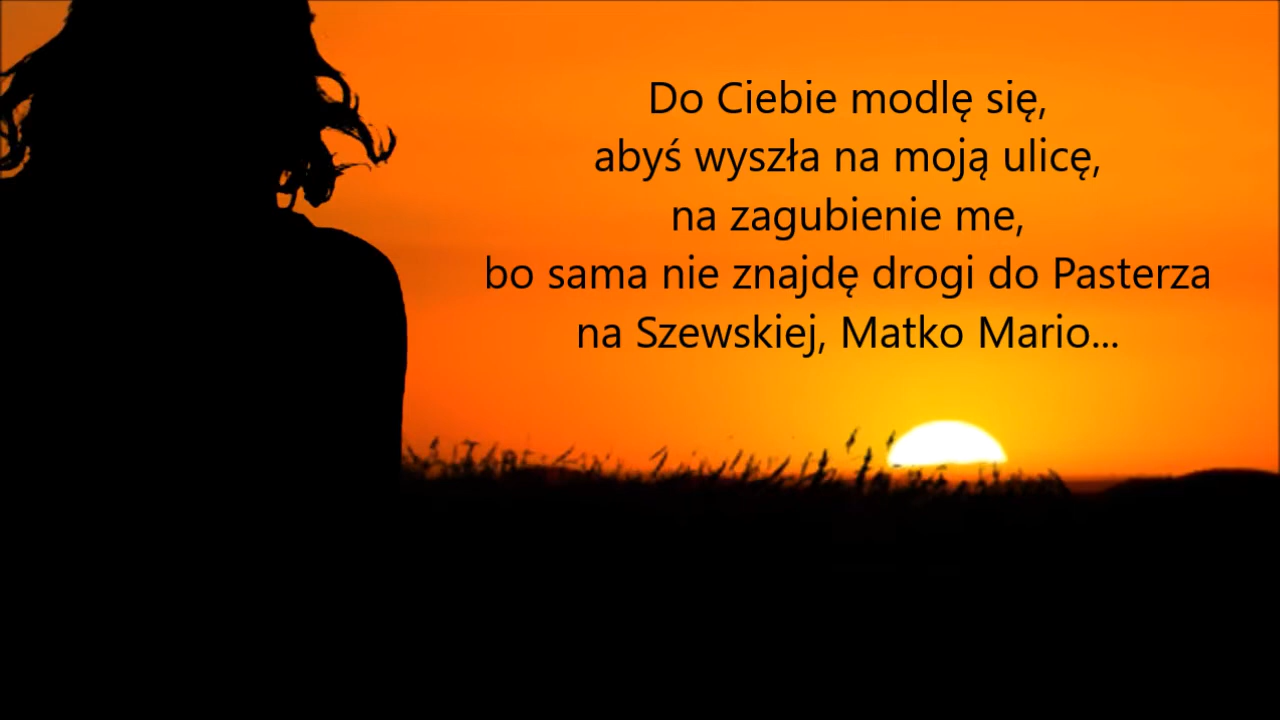 Do Ciebie modlę się,
abyś wyszła na moją ulicę,
na zagubienie me,
bo sama nie znajdę drogi do Pasterza
na Szewskiej, Matko Mario...